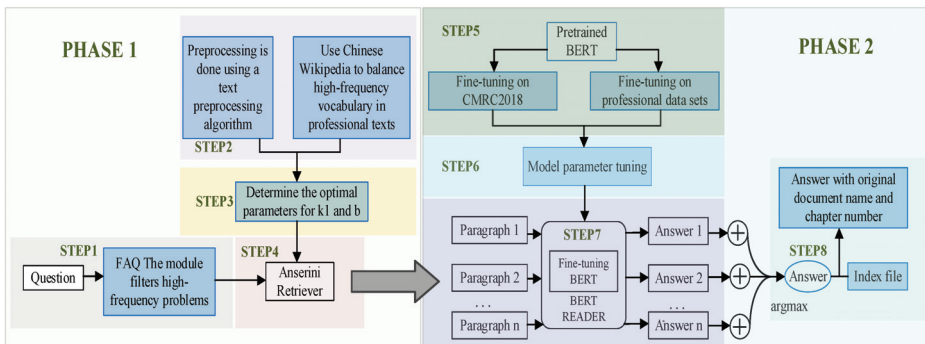 PHASE 1
Preprocessing is
done using a
text
preprocessing
algorithm
Use Chinese
Wikipedia to balance
high-frequency
vocabulary in
professional texts
STEP2
STEP3
Determine the optimal
parameters for k1 and b
STEP1
Question
FAQ The module
filters high-
frequency problems
STEP4
Anserini
Retriever
STEP5
Pretrained
BERT
Fine-tuning on
CMRC2018
Fine-tuning on
professional data sets
STEP6
Model parameter tuning
Paragraph 1
Paragraph 2
. . .
Paragraph n
STEP7
Fine-tuning
BERT
BERT
READER
Answer 1
Answer 2
. . .
Answer n
PHASE 2
Answer with original
document name and
chapter number
STEP8
Answer
Index file
argmax